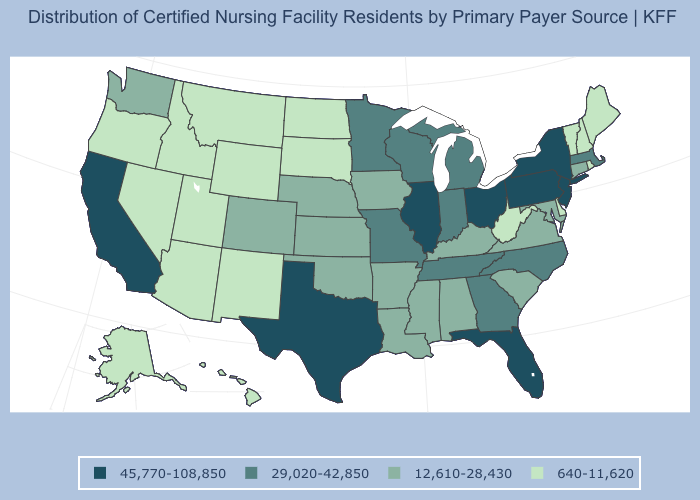 Distribution of Certified Nursing Facility Residents by Primary Payer Source | KFF
45,770-108,850 29,020-42,850 12,610-28,430 640-11,620